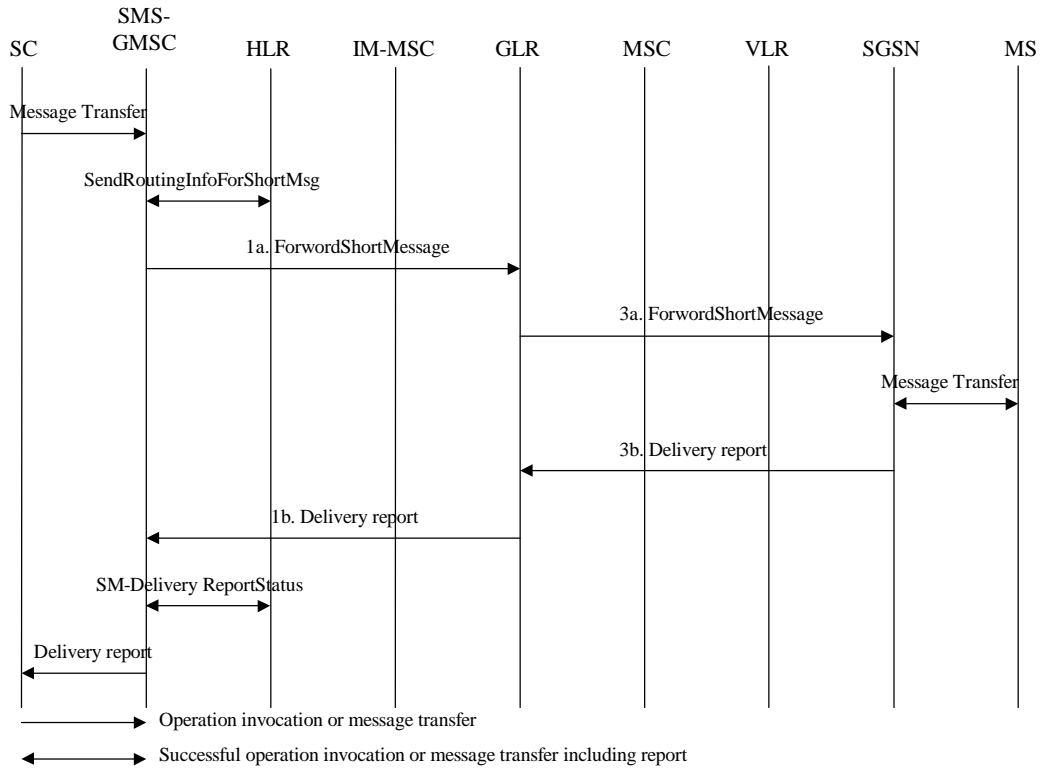 SMS-
GMSC
SC
HLR
IM-MSC
GLR
MSC
VLR
SGSN
MS
Message Transfer
SendRoutingInfoForShortMsg
1a. ForwordShortMessage
3a. ForwordShortMessage
Message Transfer
3b. Delivery report
1b. Delivery report
SM-Delivery ReportStatus
Delivery report
Operation invocation or message transfer
Successful operation invocation or message transfer including report